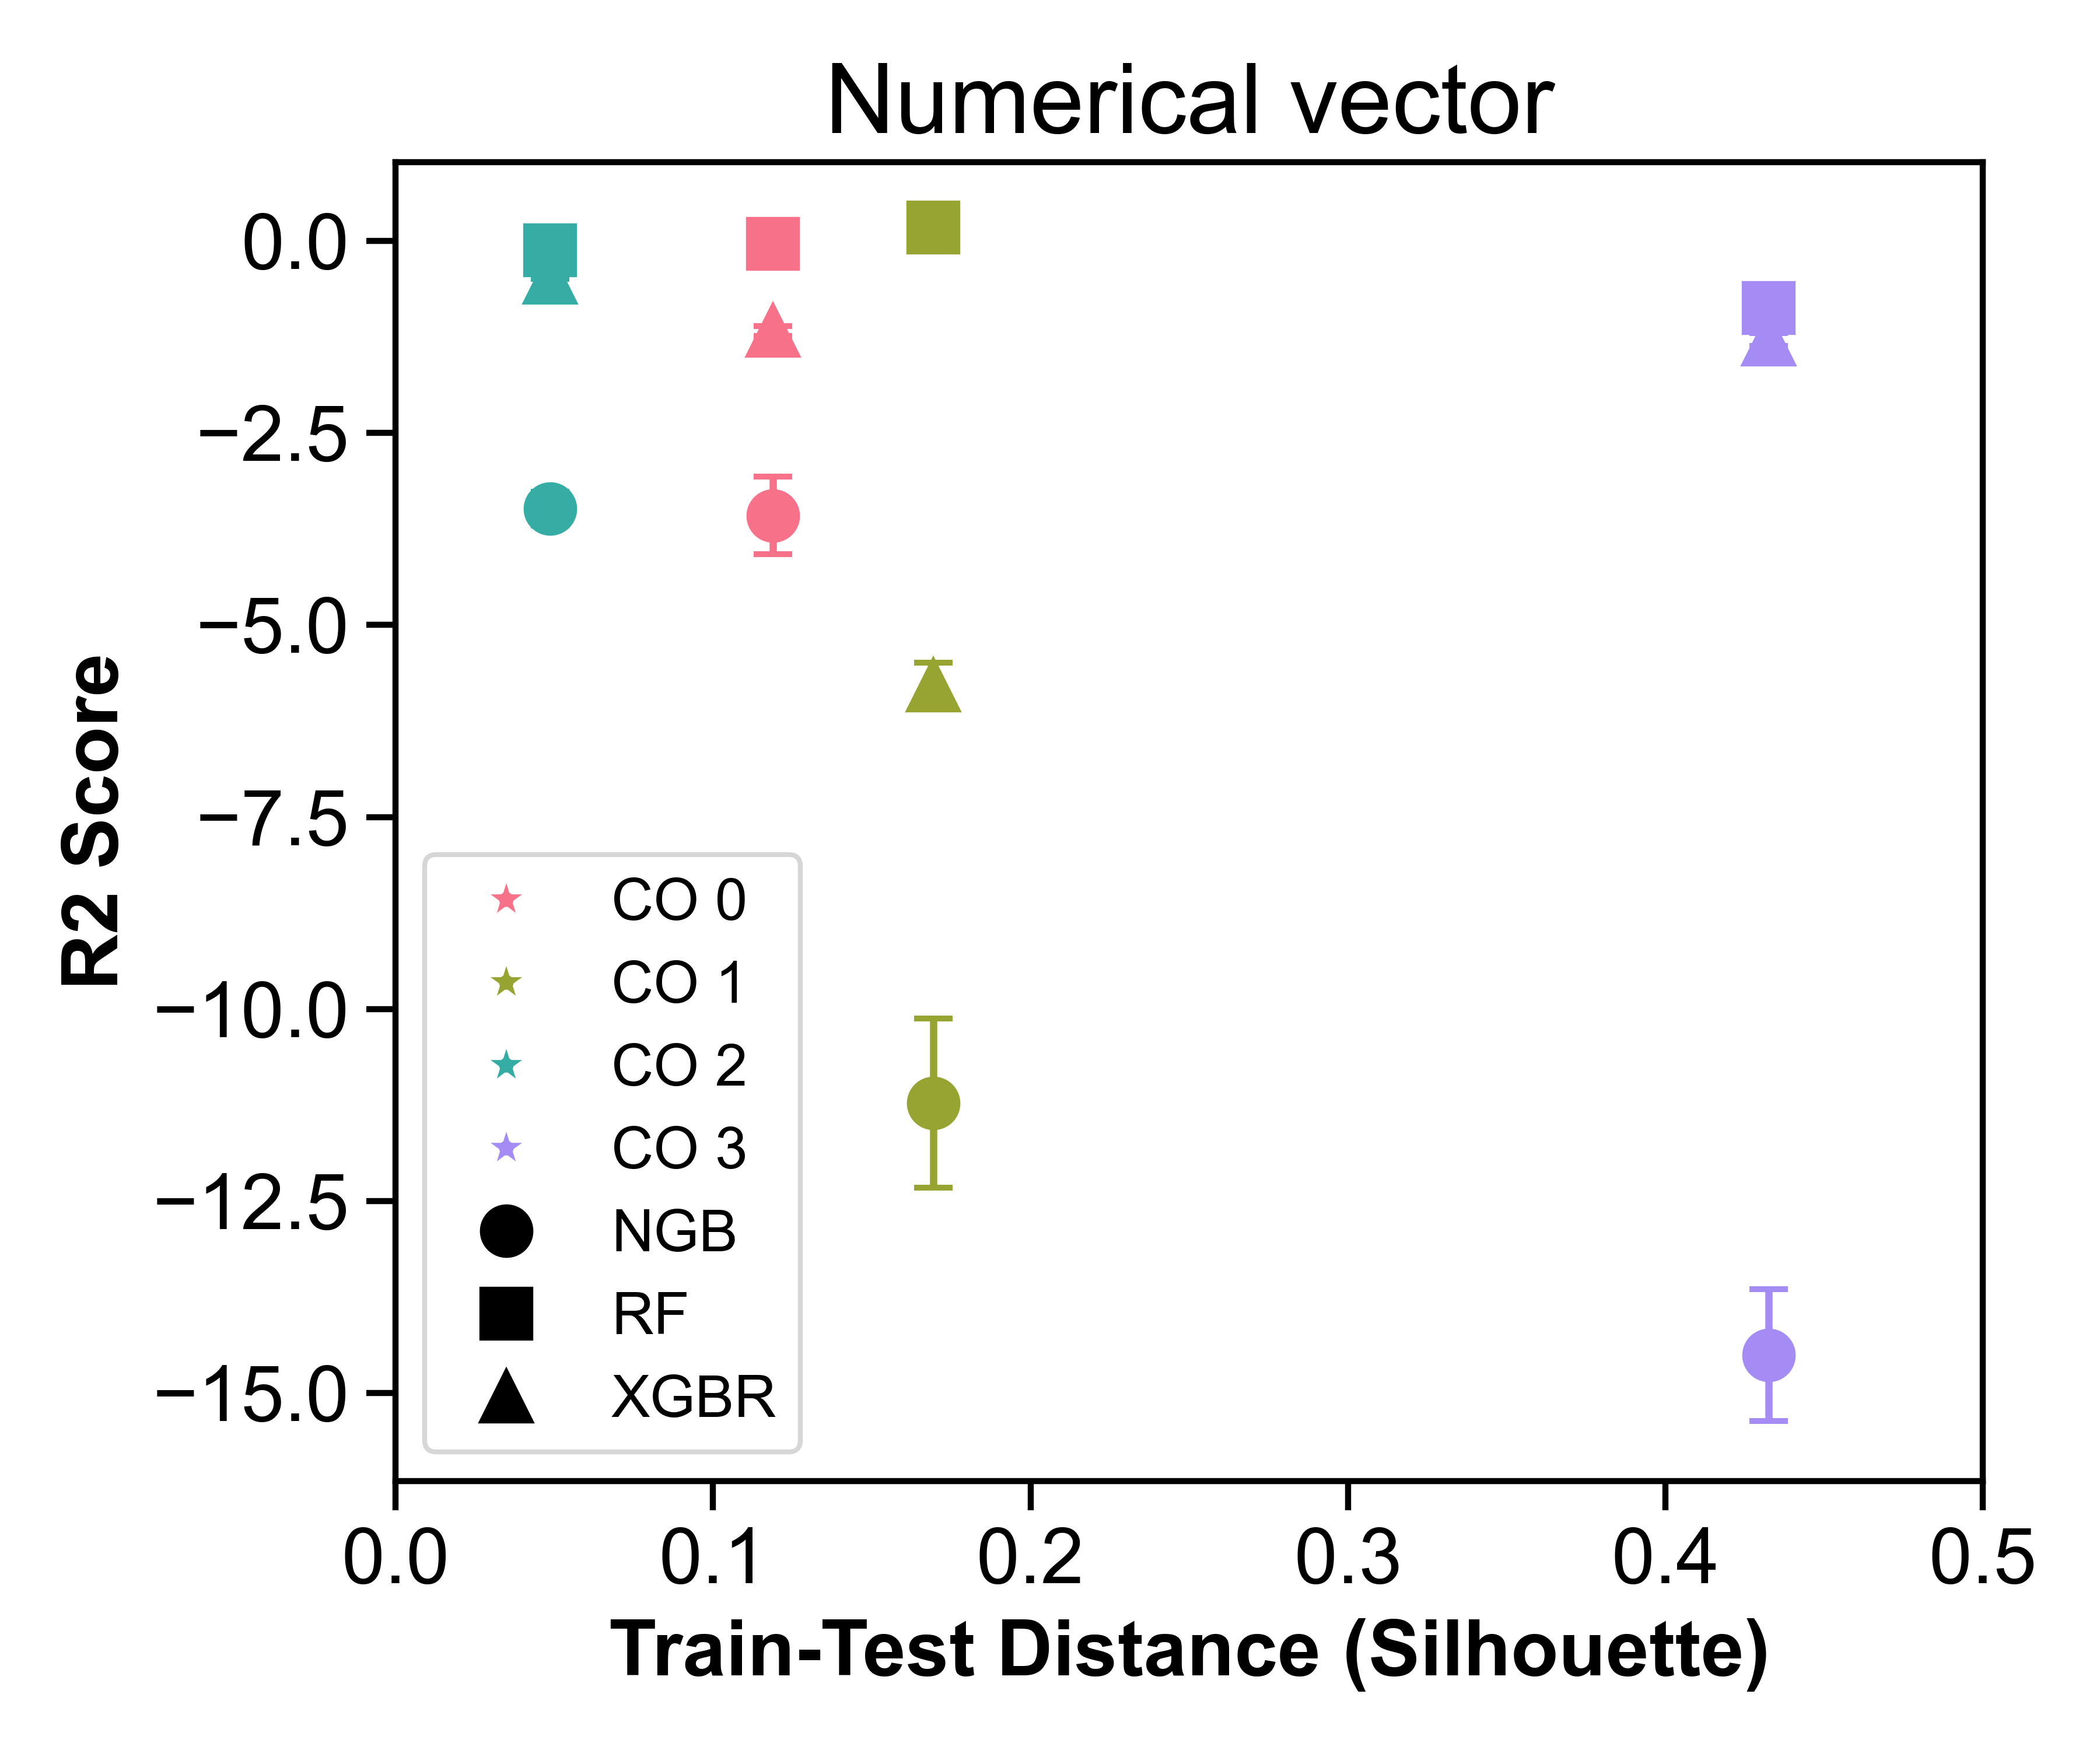 Numerical vector
R2 Score
0.0
−2.5
−5.0
−7.5
−10.0
−12.5
−15.0
CO 0
CO 1
CO 2
CO 3
NGB
RF
XGBR
0.0 0.1 0.2 0.3 0.4 0.5
Train-Test Distance (Silhouette)